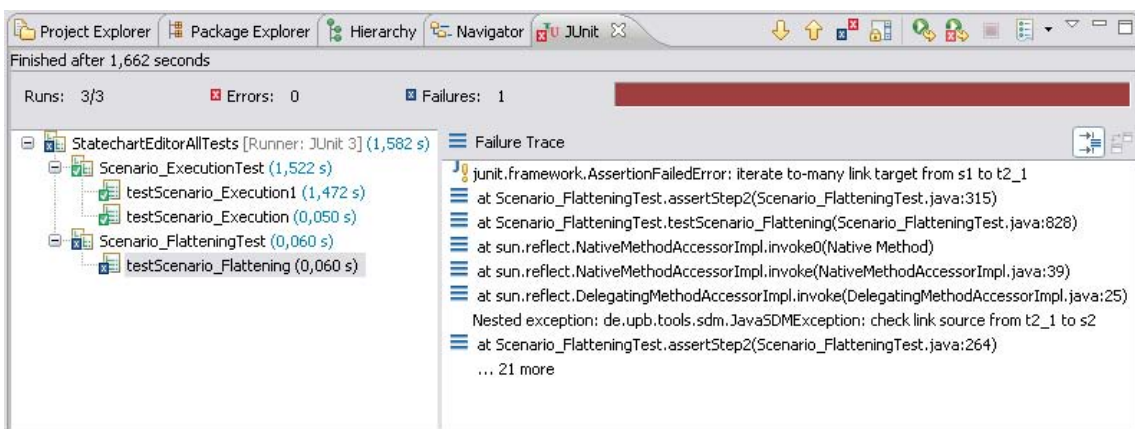 Project Explorer Package Explorer Hierarchy Navigator JUnit
Finished after 1,662 seconds
Runs: 3/3 Errors: 0 Failures: 1
StatechartEditorAllTests [Runner: JUnit 3] (1,582 s)
Scenario_ExecutionTest (1,522 s)
testScenario_Execution1 (1,472 s)
testScenario_Execution (0,050 s)
Scenario_FlatteningTest (0,060 s)
testScenario_Flattening (0,060 s)
Failure Trace
junit.framework.AssertionFailedError: iterate to-many link target from s1 to t2_1
at Scenario_FlatteningTest.assertStep2(Scenario_FlatteningTest.java:315)
at Scenario_FlatteningTest.testScenario_Flattening(Scenario_FlatteningTest.java:828)
at sun.reflect.NativeMethodAccessorImpl.invoke0(Native Method)
at sun.reflect.NativeMethodAccessorImpl.invoke(NativeMethodAccessorImpl.java:39)
at sun.reflect.DelegatingMethodAccessorImpl.invoke(DelegatingMethodAccessorImpl.java:25)
Nested exception: de.upb.tools.sdm.JavaSDMException: check link source from t2_1 to s2
at Scenario_FlatteningTest.assertStep2(Scenario_FlatteningTest.java:264)
... 21 more